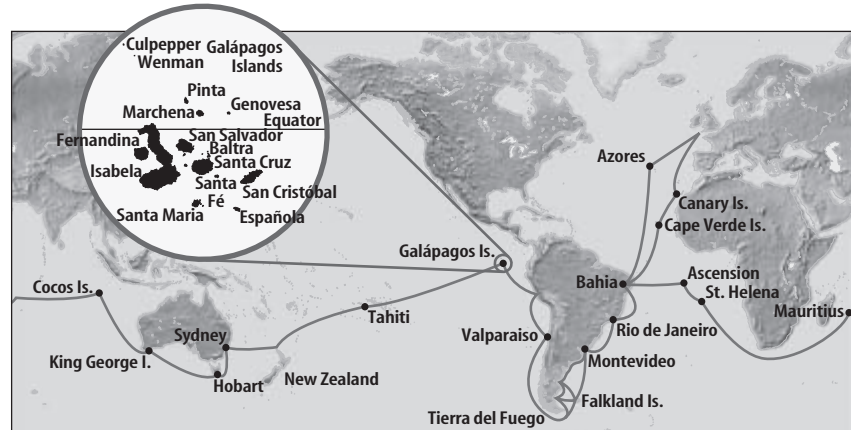 Culpepper
Wenman
Galápagos
Islands
Pinta
Marchena
Genovesa
Equator
Fernandina
San Salvador
Baltra
Santa Cruz
Isabela
Santa
Fé
San Cristóbal
Santa Maria
Española
Azores
Canary Is.
Cape Verde Is.
Galápagos Is.
Bahia
Ascension
St. Helena
Mauritius
Cocos Is.
Tahiti
Sydney
Valparaiso
Rio de Janeiro
King George I.
Montevideo
Hobart
New Zealand
Falkland Is.
Tierra del Fuego